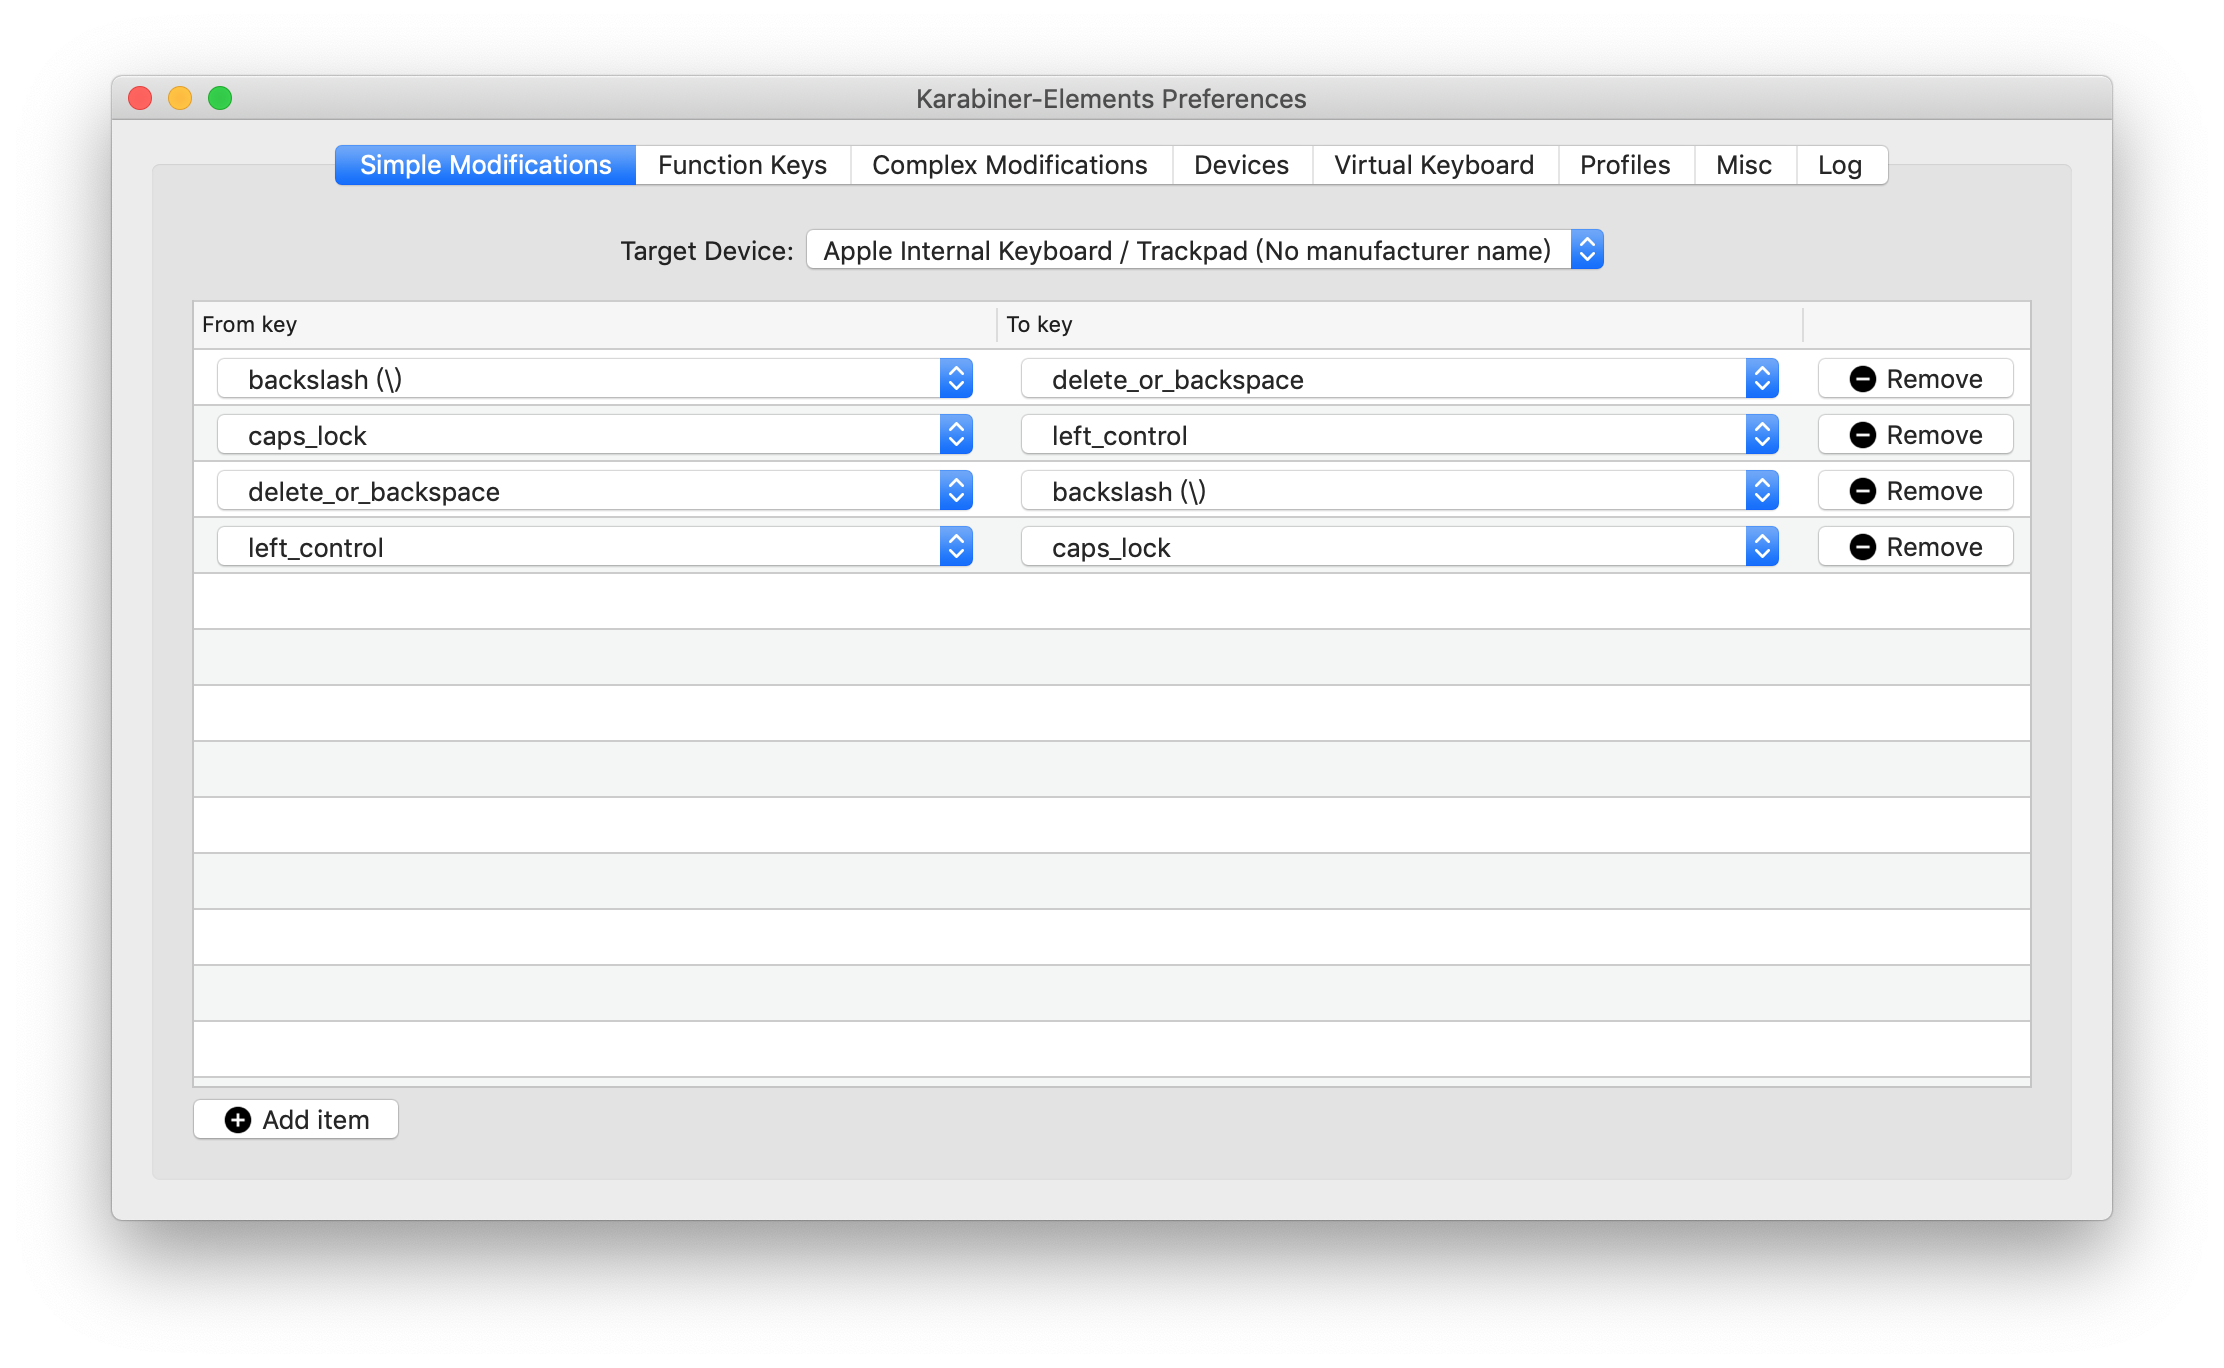 Karabiner-Elements Preferences
Simple Modifications Function Keys Complex Modifications Devices Virtual Keyboard Profiles Misc Log
Target Device: Apple Internal Keyboard / Trackpad (No manufacturer name)
From key To key
backslash (\) delete_or_backspace Remove
caps_lock left_control Remove
delete_or_backspace backslash (\) Remove
left_control caps_lock Remove
Add item